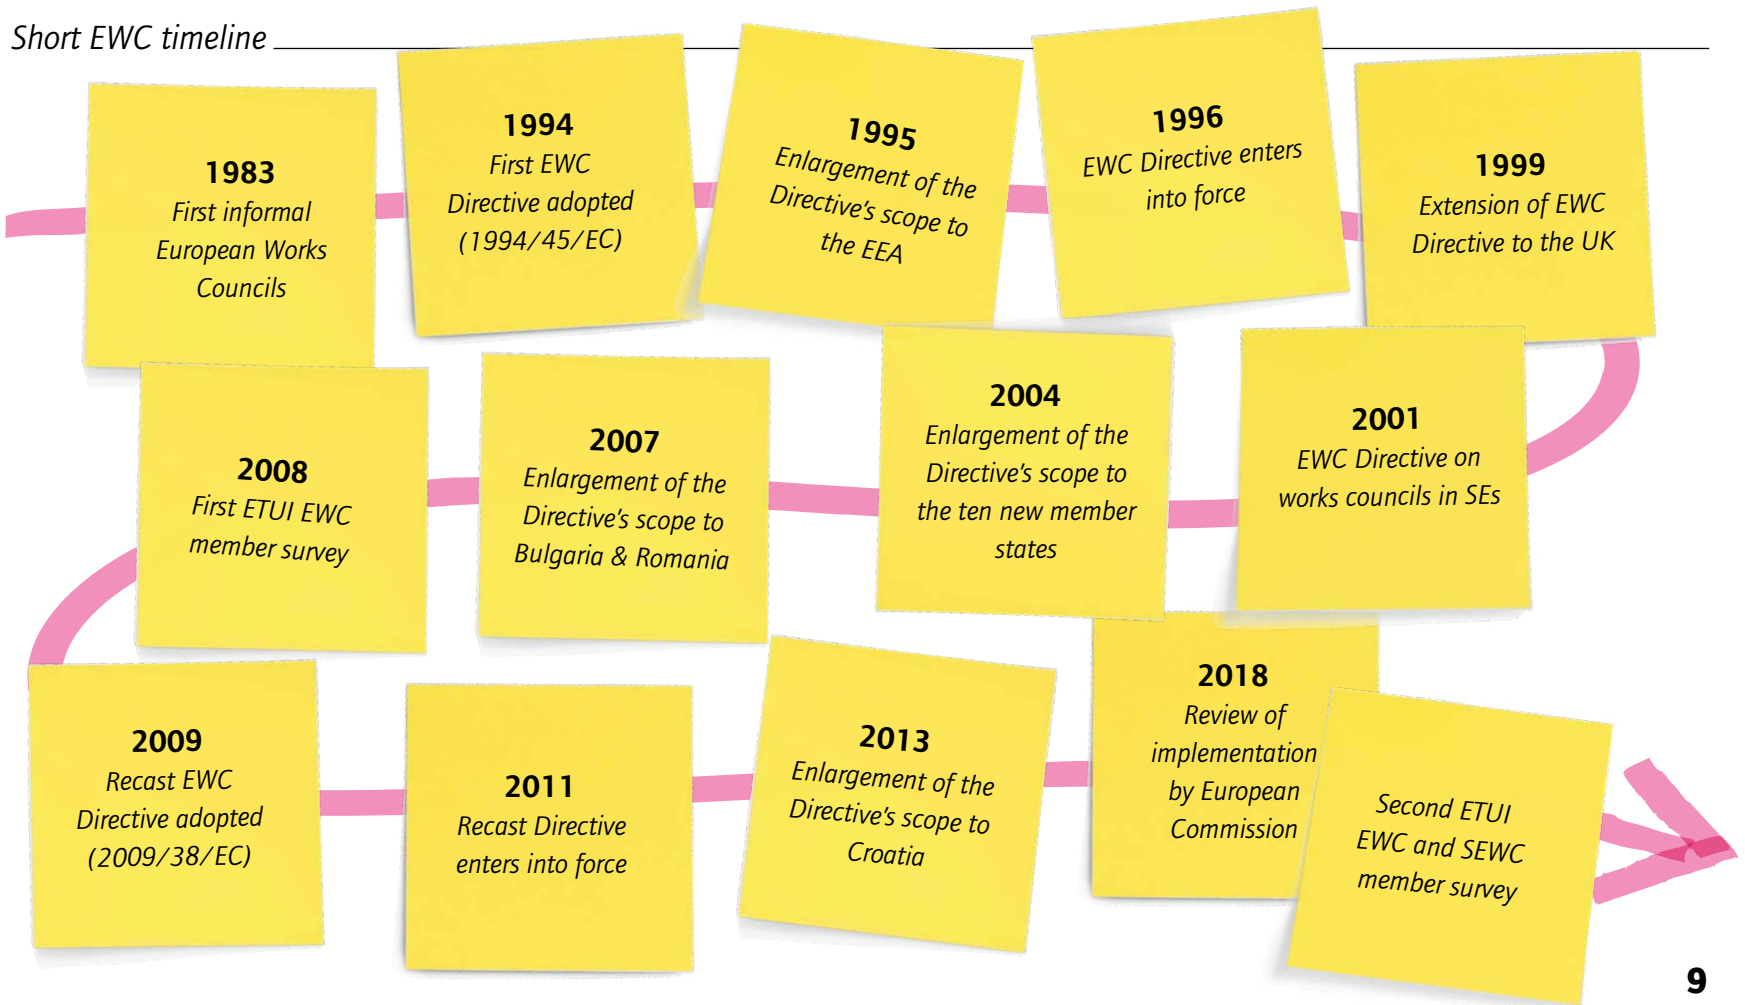 Short EWC timeline
1983
First informal
European Works
Councils
1994
First EWC
Directive adopted
(1994/45/EC)
1995
Enlargement of the
Directive's scope to
the EEA
1996
EWC Directive enters
into force
1999
Extension of EWC
Directive to the UK
2001
EWC Directive on
works councils in SEs
2004
Enlargement of the
Directive's scope to
the ten new member
states
2007
Enlargement of the
Directive's scope to
Bulgaria & Romania
2008
First ETUI EWC
member survey
2009
Recast EWC
Directive adopted
(2009/38/EC)
2011
Recast Directive
enters into force
2013
Enlargement of the
Directive's scope to
Croatia
2018
Review of
implementation
by European
Commission
Second ETUI
EWC and SEWC
member survey
9